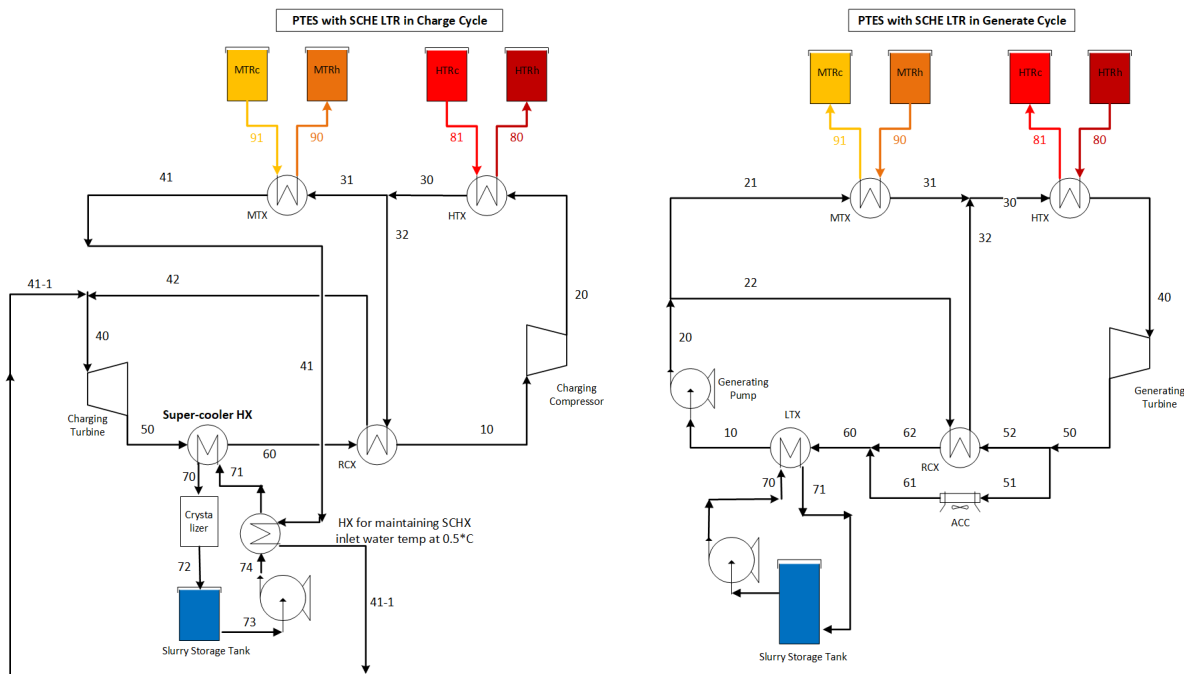 PTES with SCHE LTR in Charge Cycle
MTRc
MTRh
HTRc
HTRh
91
90
81
80
41
31
30
MTX
HTX
32
41-1
42
20
40
41
Charging
Compressor
Charging
Turbine
Super-cooler HX
50
60
10
RCX
70
71
Crysta
lizer
HX for maintaining SCHX
inlet water temp at 0.5*C
72
74
41-1
73
Slurry Storage Tank
PTES with SCHE LTR in Generate Cycle
MTRc
MTRh
HTRc
HTRh
91
90
81
80
21
31
30
MTX
HTX
32
22
40
20
Generating
Pump
Generating
Turbine
LTX
10
60
62
52
50
RCX
70
71
61
51
ACC
Slurry Storage Tank